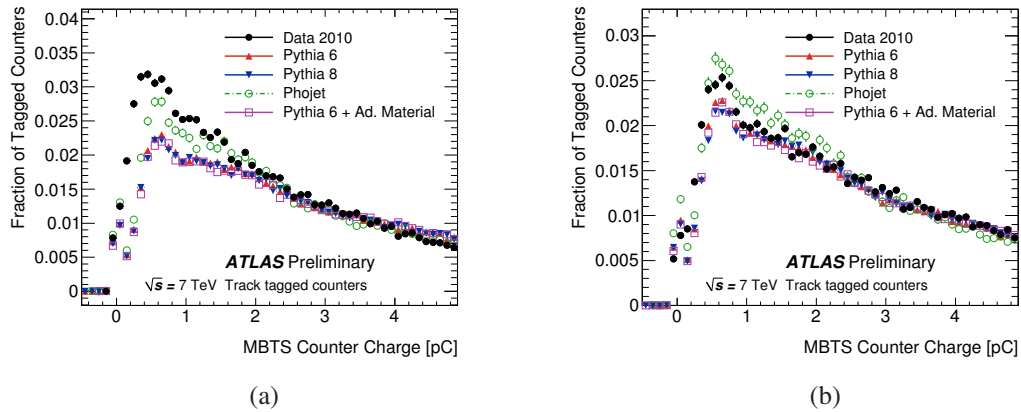 Fraction of Tagged Counters
0.04
0.035
0.03
0.025
0.02
0.015
0.01
0.005
0
Data 2010
Pythia 6
Pythia 8
Phojet
Pythia 6 + Ad. Material
ATLAS Preliminary
√s = 7 TeV Track tagged counters
0 1 2 3 4
MBTS Counter Charge [pC]
(a)
Fraction of Tagged Counters
0.03
0.025
0.02
0.015
0.01
0.005
0
Data 2010
Pythia 6
Pythia 8
Phojet
Pythia 6 + Ad. Material
ATLAS Preliminary
√s = 7 TeV Track tagged counters
0 1 2 3 4
MBTS Counter Charge [pC]
(b)